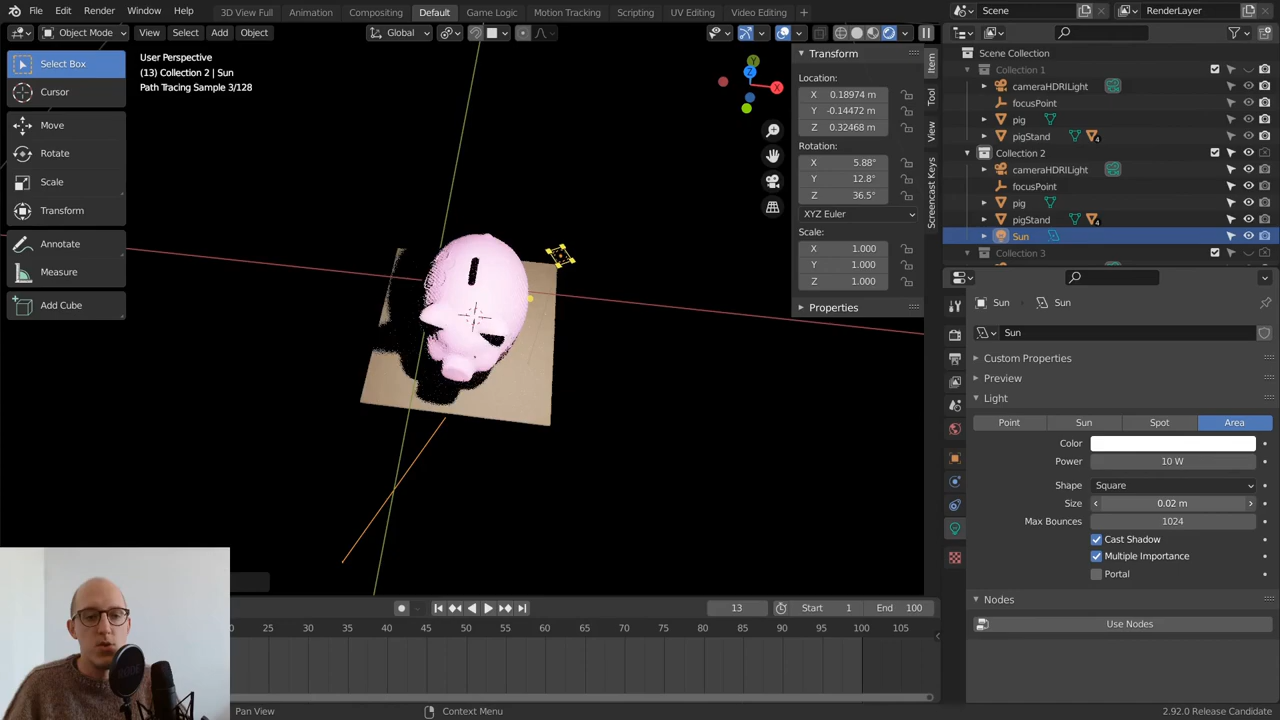 File Edit Render Window Help
3D View Full Animation Compositing Default Game Logic Motion Tracking Scripting UV Editing Video Editing +
Scene
RenderLayer
Object Mode View Select Add Object
Global
Select Box
Cursor
Move
Rotate
Scale
Transform
Annotate
Measure
Add Cube
User Perspective
(13) Collection 2 | Sun
Path Tracing Sample 3/128
Y
Z
X
Transform
Location:
X 0.18974 m
Y -0.14472 m
Z 0.32468 m
Rotation:
X 5.88°
Y 12.8°
Z 36.5°
XYZ Euler
Scale:
X 1.000
Y 1.000
Z 1.000
Properties
Item
Tool
View
Screencast Keys
Scene Collection
Collection 1
cameraHDRILight
focusPoint
pig
pigStand 4
Collection 2
cameraHDRILight
focusPoint
pig
pigStand 4
Sun
Collection 3
Sun Sun
Sun
Custom Properties
Preview
Light
Point Sun Spot Area
Color
Power 10 W
Shape Square
Size 0.02 m
Max Bounces 1024
Cast Shadow
Multiple Importance
Portal
Nodes
Use Nodes
13 Start 1 End 100
25 30 35 40 45 50 55 60 65 70 75 80 85 90 95 100 105
Pan View Context Menu
2.92.0 Release Candidate